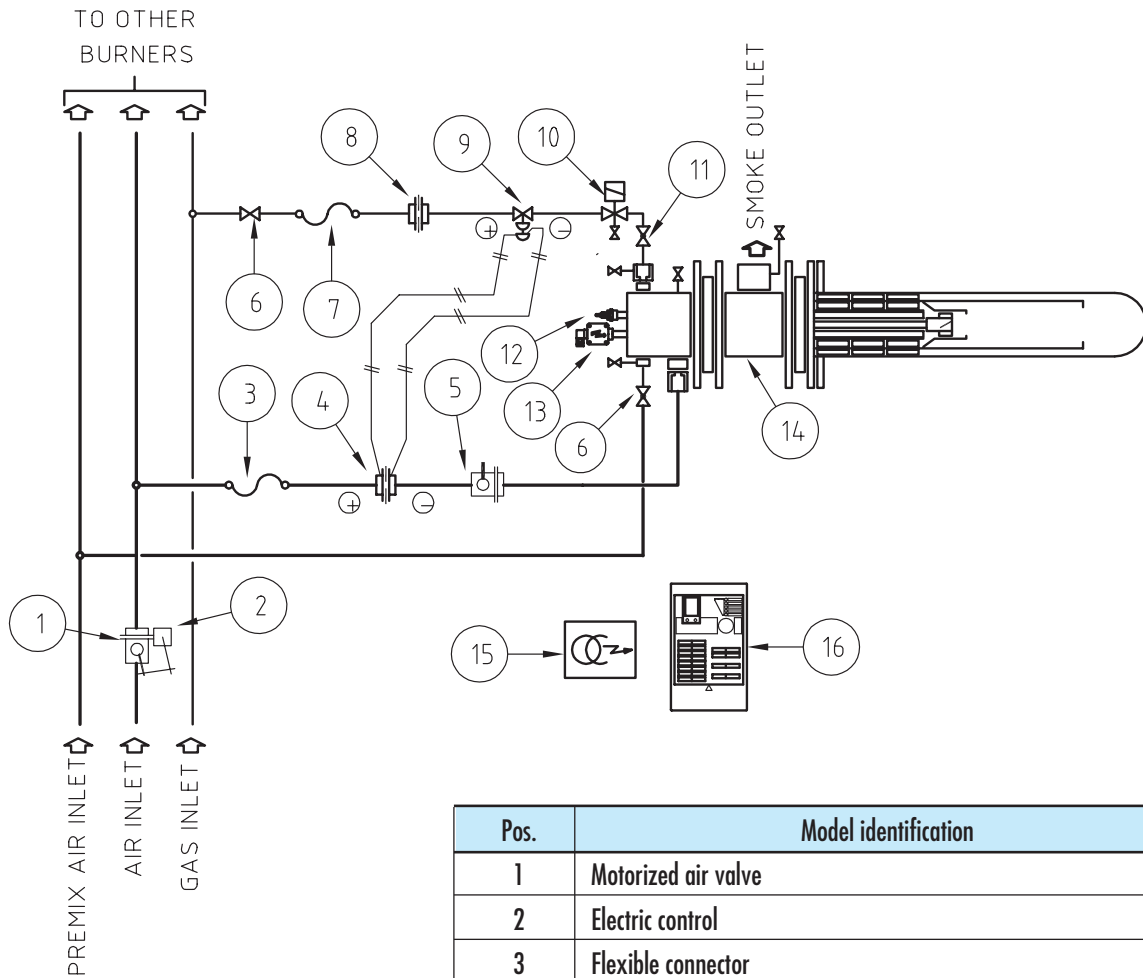 TO OTHER
BURNERS
SMOKE OUTLET
8
9
10
11
+
−
6
7
12
13
3
4
5
6
14
+
−
1
2
15
16
PREMIX AIR INLET
AIR INLET
GAS INLET
Pos. Model identification
1 Motorized air valve
2 Electric control
3 Flexible connector